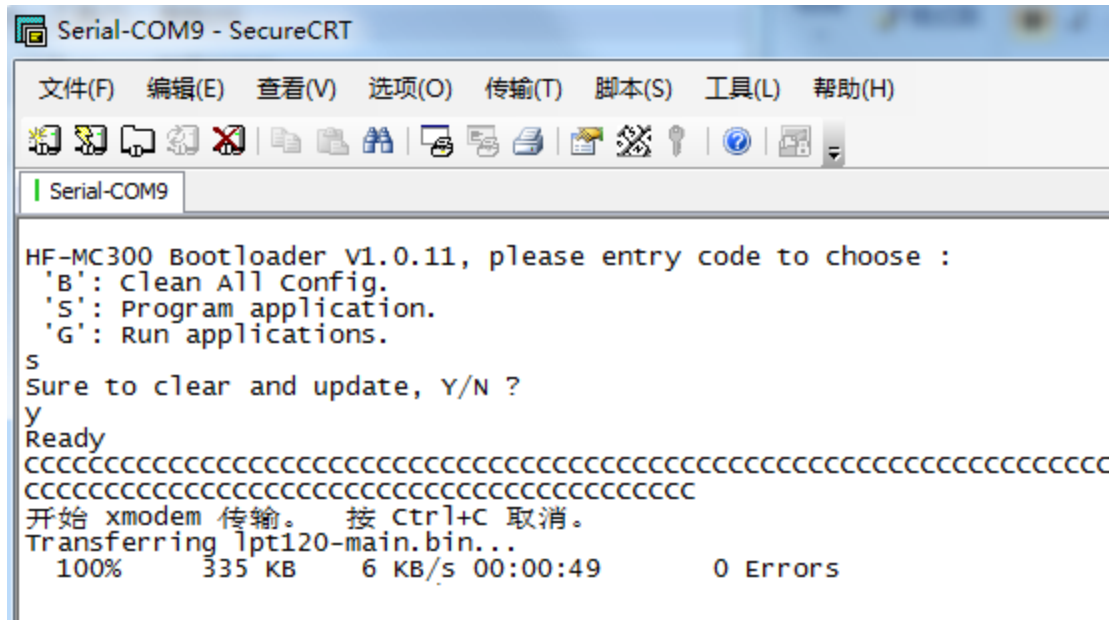 Serial-COM9 - SecureCRT
文件(F) 编辑(E) 查看(V) 选项(O) 传输(T) 脚本(S) 工具(L) 帮助(H)
Serial-COM9
HF-MC300 Bootloader V1.0.11, please entry code to choose :
'B': Clean All Config.
'S': Program application.
'G': Run applications.
s
Sure to clear and update, Y/N ?
y
Ready
CCCCCCCCCCCCCCCCCCCCCCCCCCCCCCCCCCCCCCCCCCCCCCCCCCCCCCCCCCCCCCCCCCCC
CCCCCCCCCCCCCCCCCCCCCCCCCCCCCCCCCCCCCCCCCC
开始 xmodem 传输。 按 Ctrl+C 取消。
Transferring lpt120-main.bin...
100% 335 KB 6 KB/s 00:00:49 0 Errors